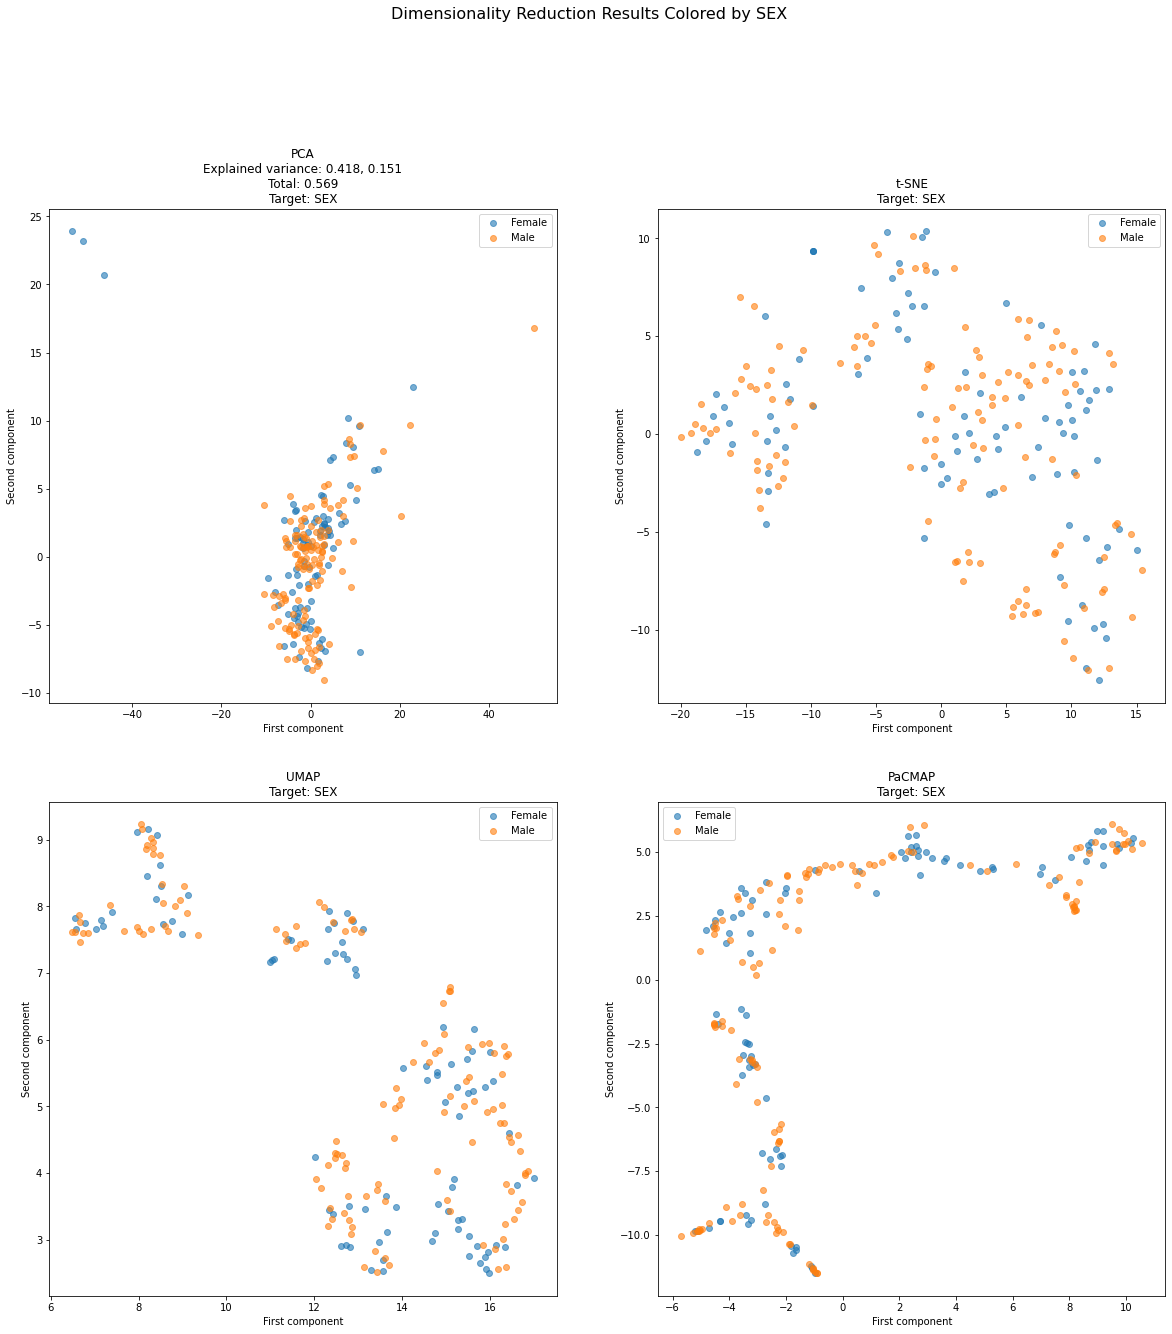 Dimensionality Reduction Results Colored by SEX
PCA
Explained variance: 0.418, 0.151
Total: 0.569
Target: SEX
Female
Male
25
20
15
10
5
0
−5
−10
Second component
−40
−20
0
20
40
First component
t-SNE
Target: SEX
Female
Male
10
5
0
−5
−10
Second component
−20
−15
−10
−5
0
5
10
15
First component
UMAP
Target: SEX
Female
Male
9
8
7
6
5
4
3
Second component
6
8
10
12
14
16
First component
PaCMAP
Target: SEX
Female
Male
5.0
2.5
0.0
−2.5
−5.0
−7.5
−10.0
Second component
−6
−4
−2
0
2
4
6
8
10
First component